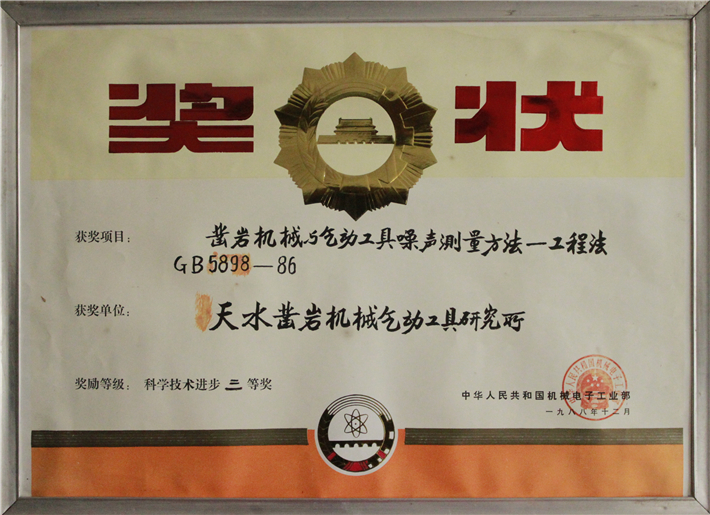 奖状
获奖项目： 凿岩机械与气动工具噪声测量方法—工程法
GB5898—86
获奖单位： 天水凿岩机械气动工具研究所
奖励等级： 科学技术进步三等奖
中华人民共和国机械电子工业部
一九八八年十二月